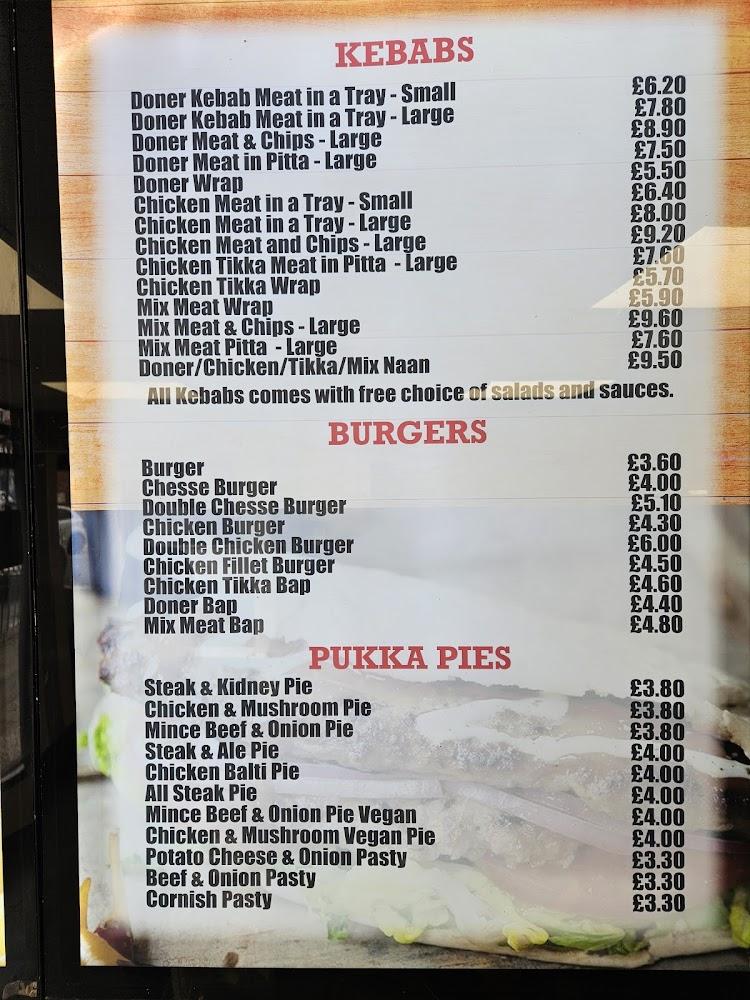 KEBABS
Doner Kebab Meat in a Tray - Small £6.20
Doner Kebab Meat in a Tray - Large £7.80
Doner Meat & Chips - Large £8.90
Doner Meat in Pitta - Large £7.50
Doner Wrap £5.50
Chicken Meat in a Tray - Small £6.40
Chicken Meat in a Tray - Large £8.00
Chicken Meat and Chips - Large £9.20
Chicken Tikka Meat in Pitta - Large £7.60
Chicken Tikka Wrap £5.70
Mix Meat Wrap £5.90
Mix Meat & Chips - Large £9.60
Mix Meat Pitta - Large £7.60
Doner/Chicken/Tikka/Mix Naan £9.50
All Kebabs comes with free choice of salads and sauces.
BURGERS
Burger £3.60
Chesse Burger £4.00
Double Chesse Burger £5.10
Chicken Burger £4.30
Double Chicken Burger £6.00
Chicken Fillet Burger £4.50
Chicken Tikka Bap £4.60
Doner Bap £4.40
Mix Meat Bap £4.80
PUKKA PIES
Steak & Kidney Pie £3.80
Chicken & Mushroom Pie £3.80
Mince Beef & Onion Pie £3.80
Steak & Ale Pie £4.00
Chicken Balti Pie £4.00
All Steak Pie £4.00
Mince Beef & Onion Pie Vegan £4.00
Chicken & Mushroom Vegan Pie £4.00
Potato Cheese & Onion Pasty £3.30
Beef & Onion Pasty £3.30
Cornish Pasty £3.30